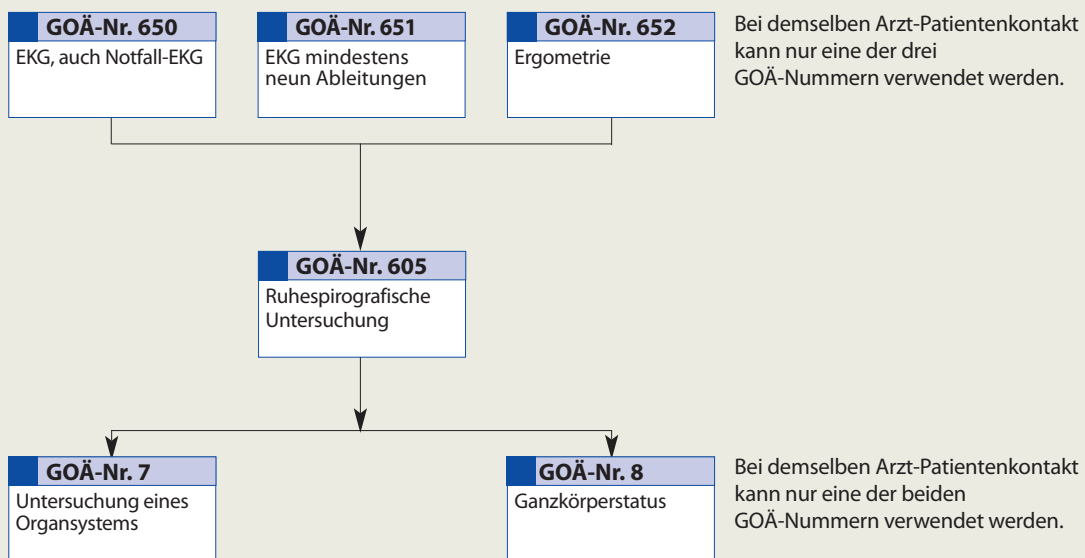 GOÄ-Nr. 650
EKG, auch Notfall-EKG
GOÄ-Nr. 651
EKG mindestens
neun Ableitungen
GOÄ-Nr. 652
Ergometrie
Bei demselben Arzt-Patientenkontakt
kann nur eine der drei
GOÄ-Nummern verwendet werden.
GOÄ-Nr. 605
Ruhespirografische
Untersuchung
GOÄ-Nr. 7
Untersuchung eines
Organsystems
GOÄ-Nr. 8
Ganzkörperstatus
Bei demselben Arzt-Patientenkontakt
kann nur eine der beiden
GOÄ-Nummern verwendet werden.